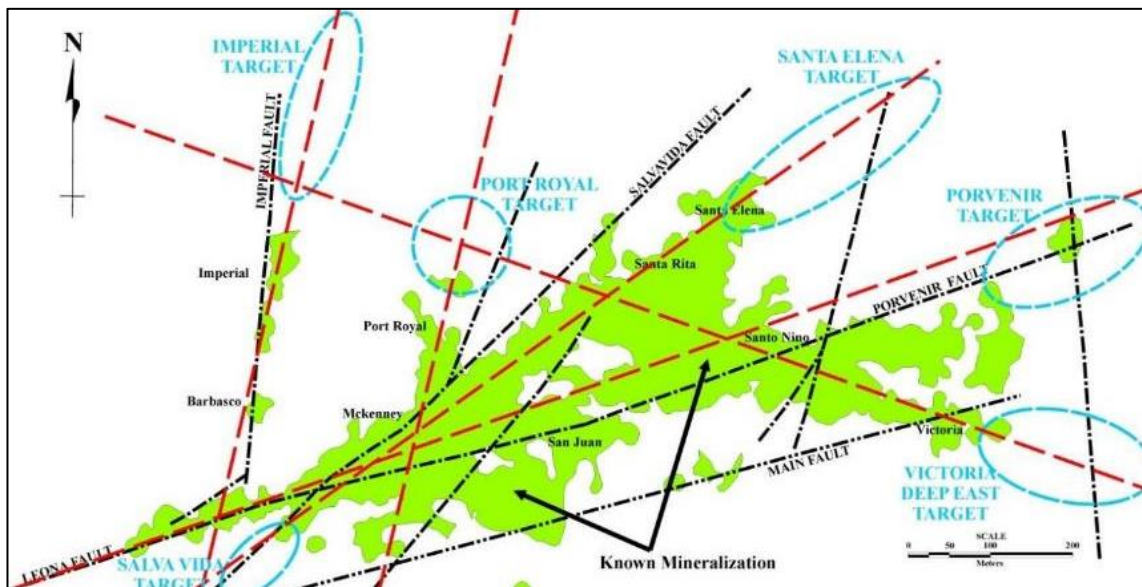 N
IMPERIAL
TARGET
SANTA ELENA
TARGET
IMPERIAL FAULT
SALVAVIDA FAULT
PORT ROYAL
TARGET
PORVENIR
TARGET
Santa Elena
Imperial
Santa Rita
PORVENIR FAULT
Port Royal
Santo Nino
Barbasco
Mckenney
San Juan
Victoria
MAIN FAULT
VICTORIA
DEEP EAST
TARGET
LEONA FAULT
SALVA VIDA
TARGET
Known Mineralization
SCALE
0 50 100 200
Meters